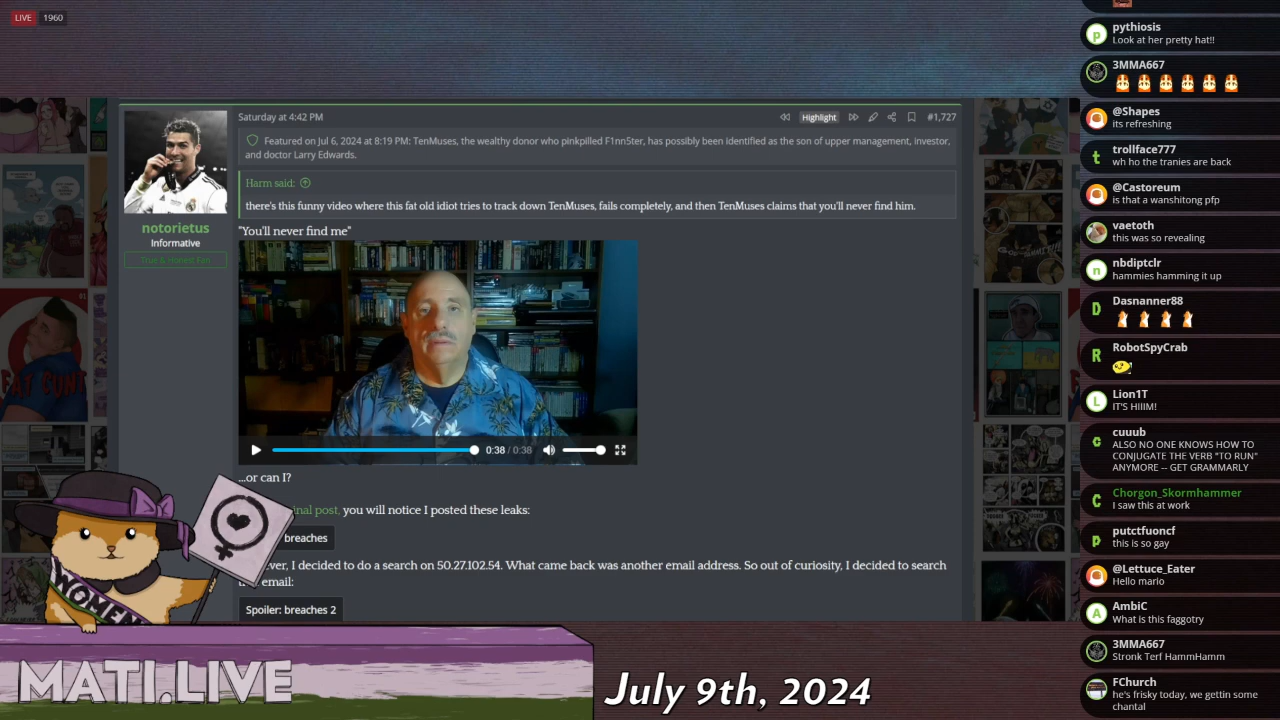 LIVE 1960
Saturday at 4:42 PM
Highlight
#1,727
Featured on Jul 6, 2024 at 8:19 PM: TenMuses, the wealthy donor who pinkpilled F1nn5ter, has possibly been identified as the son of upper management, investor,
and doctor Larry Edwards.
Harm said:
there's this funny video where this fat old idiot tries to track down TenMuses, fails completely, and then TenMuses claims that you'll never find him.
notorietus
Informative
True & Honest Fan
"You'll never find me"
0:38 / 0:38
...or can I?
inal post, you will notice I posted these leaks:
breaches
ever, I decided to do a search on 50.27.102.54. What came back was another email address. So out of curiosity, I decided to search
email:
Spoiler: breaches 2
FAT CUNT
WOMEN
MATI.LIVE
July 9th, 2024
pythiosis
Look at her pretty hat!!
3MMA667
@Shapes
its refreshing
trollface777
wh ho the tranies are back
@Castoreum
is that a wanshitong pfp
vaetoth
this was so revealing
nbdiptclr
hammies hamming it up
Dasnanner88
RobotSpyCrab
Lion1T
IT'S HIIIM!
cuuub
ALSO NO ONE KNOWS HOW TO
CONJUGATE THE VERB "TO RUN"
ANYMORE -- GET GRAMMARLY
Chorgon_Skormhammer
I saw this at work
putctfuoncf
this is so gay
@Lettuce_Eater
Hello mario
AmbiC
What is this faggotry
3MMA667
Stronk Terf HammHamm
FChurch
he's frisky today, we gettin some
chantal